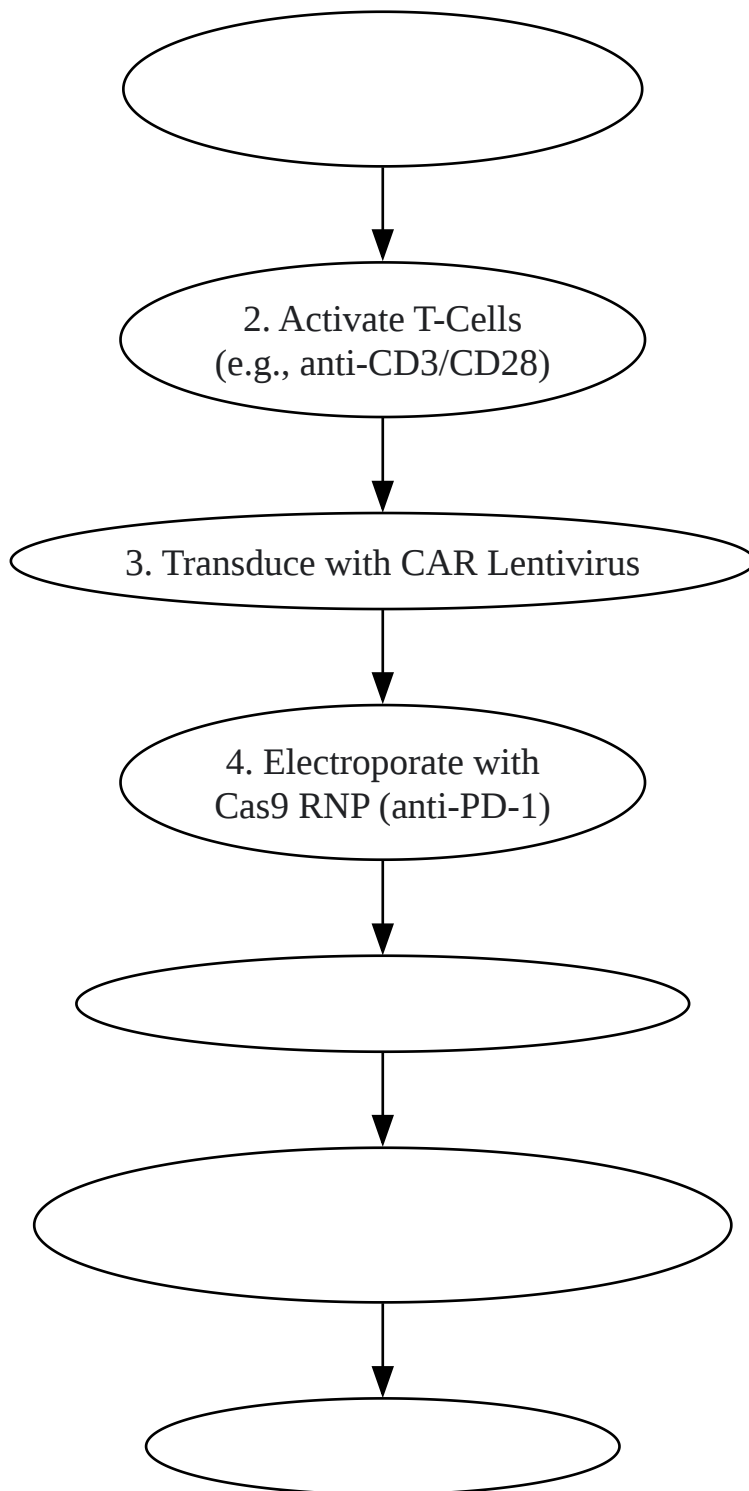 2. Activate T-Cells
(e.g., anti-CD3/CD28)
3. Transduce with CAR Lentivirus
4. Electroporate with
Cas9 RNP (anti-PD-1)